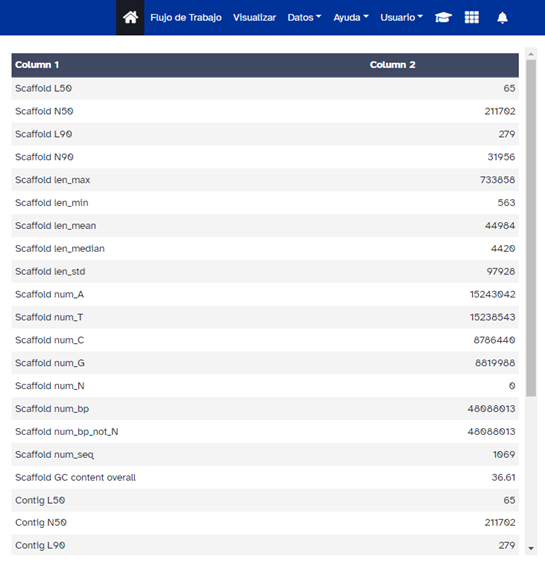 Flujo de Trabajo Visualizar Datos Ayuda Usuario
Column 1 Column 2
Scaffold L50 65
Scaffold N50 211702
Scaffold L90 279
Scaffold N90 31956
Scaffold len_max 733858
Scaffold len_min 563
Scaffold len_mean 44984
Scaffold len_median 4420
Scaffold len_std 97928
Scaffold num_A 15243042
Scaffold num_T 15238543
Scaffold num_C 8786440
Scaffold num_G 8819988
Scaffold num_N 0
Scaffold num_bp 48088013
Scaffold num_bp_not_N 48088013
Scaffold num_seq 1069
Scaffold GC content overall 36.61
Contig L50 65
Contig N50 211702
Contig L90 279